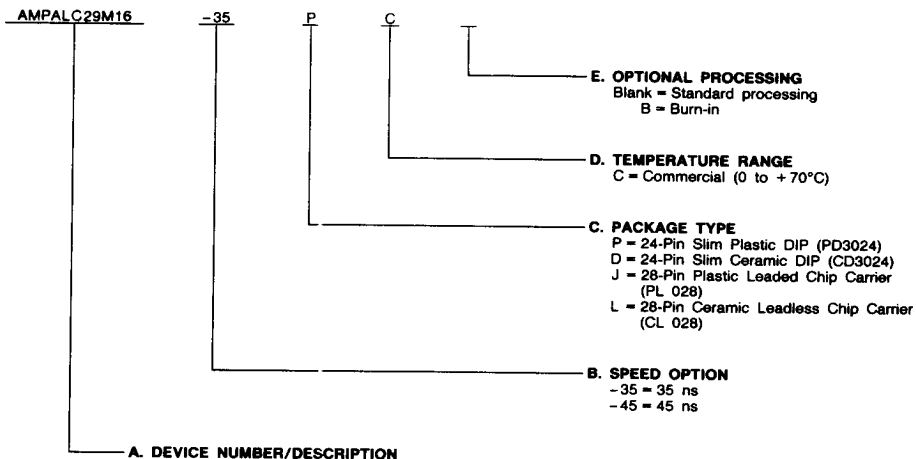 AMPALC29M16 -35 P C
E. OPTIONAL PROCESSING
Blank = Standard processing
B = Burn-in
D. TEMPERATURE RANGE
C = Commercial (0 to +70°C)
C. PACKAGE TYPE
P = 24-Pin Slim Plastic DIP (PD3024)
D = 24-Pin Slim Ceramic DIP (CD3024)
J = 28-Pin Plastic Leaded Chip Carrier
(PL 028)
L = 28-Pin Ceramic Leadless Chip Carrier
(CL 028)
B. SPEED OPTION
-35 = 35 ns
-45 = 45 ns
A. DEVICE NUMBER/DESCRIPTION